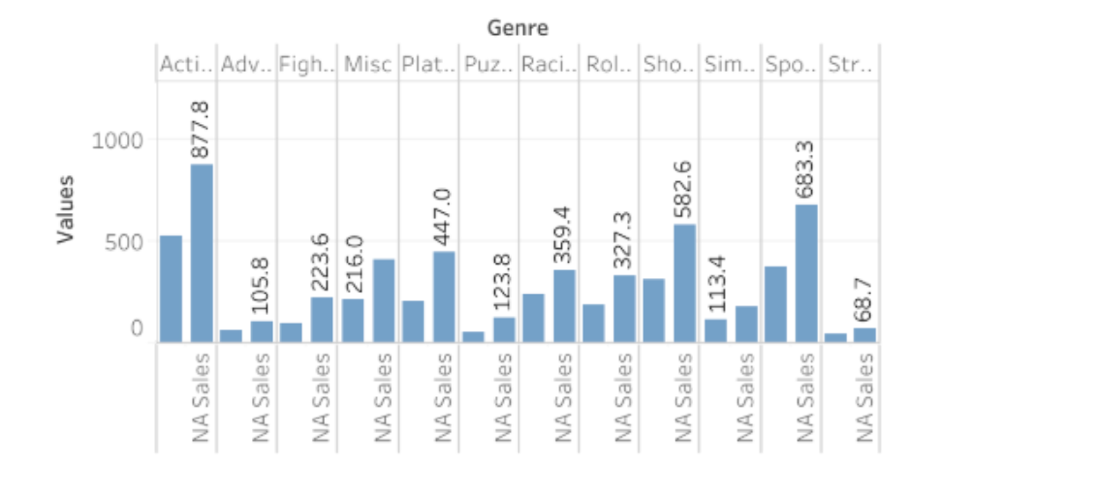 Genre
Acti.. Adv.. Figh.. Misc Plat.. Puz.. Raci.. Rol.. Sho.. Sim.. Spo.. Str..
Values
1000
500
0
877.8
105.8
223.6
216.0
447.0
123.8
359.4
327.3
582.6
113.4
683.3
68.7
NA Sales
NA Sales
NA Sales
NA Sales
NA Sales
NA Sales
NA Sales
NA Sales
NA Sales
NA Sales
NA Sales
NA Sales